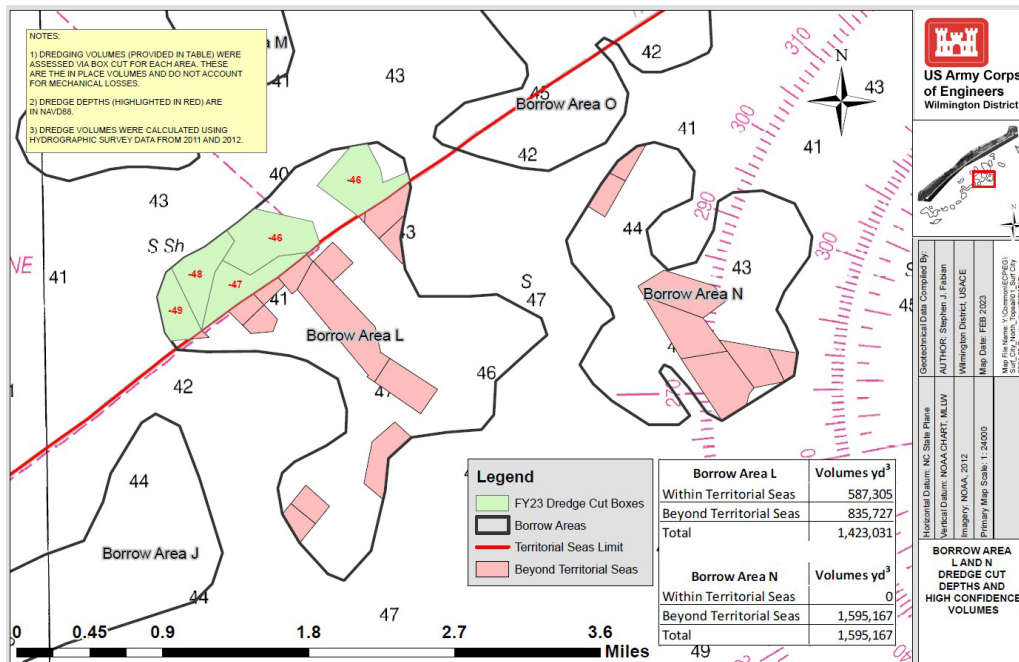 NOTES:
1) DREDGING VOLUMES (PROVIDED IN TABLE) WERE
ASSESSED VIA BOX CUT FOR EACH AREA. THESE
ARE THE IN PLACE VOLUMES AND DO NOT ACCOUNT
FOR MECHANICAL LOSSES.
2) DREDGE DEPTHS (HIGHLIGHTED IN RED) ARE
IN NAVD88.
3) DREDGE VOLUMES WERE CALCULATED USING
HYDROGRAPHIC SURVEY DATA FROM 2011 AND 2012.
M
41
43
42
45
Borrow Area O
42
310
N
43
300
41
41
40
-46
43
43
S Sh
-46
-48
-47
-49
41
NE
41
290
44
300
S
47
43
Borrow Area N
Borrow Area L
42
46
47
270
44
Borrow Area J
44
47
49
Legend
FY23 Dredge Cut Boxes
Borrow Areas
Territorial Seas Limit
Beyond Territorial Seas
Borrow Area L Volumes yd³
Within Territorial Seas 587,305
Beyond Territorial Seas 835,727
Total 1,423,031
Borrow Area N Volumes yd³
Within Territorial Seas 0
Beyond Territorial Seas 1,595,167
Total 1,595,167
0 0.45 0.9 1.8 2.7 3.6
Miles
US Army Corps
of Engineers
Wilmington District
N
Geotechnical Data Compiled By:
AUTHOR: Stephen J. Fabian
Wilmington District, USACE
Map Date: FEB 2023
Horizontal Datum: NC State Plane
Vertical Datum: NOAA CHART, MLLW
Imagery: NOAA, 2012
Primary Map Scale: 1:24000
BORROW AREA
L AND N
DREDGE CUT
DEPTHS AND
HIGH CONFIDENCE
VOLUMES